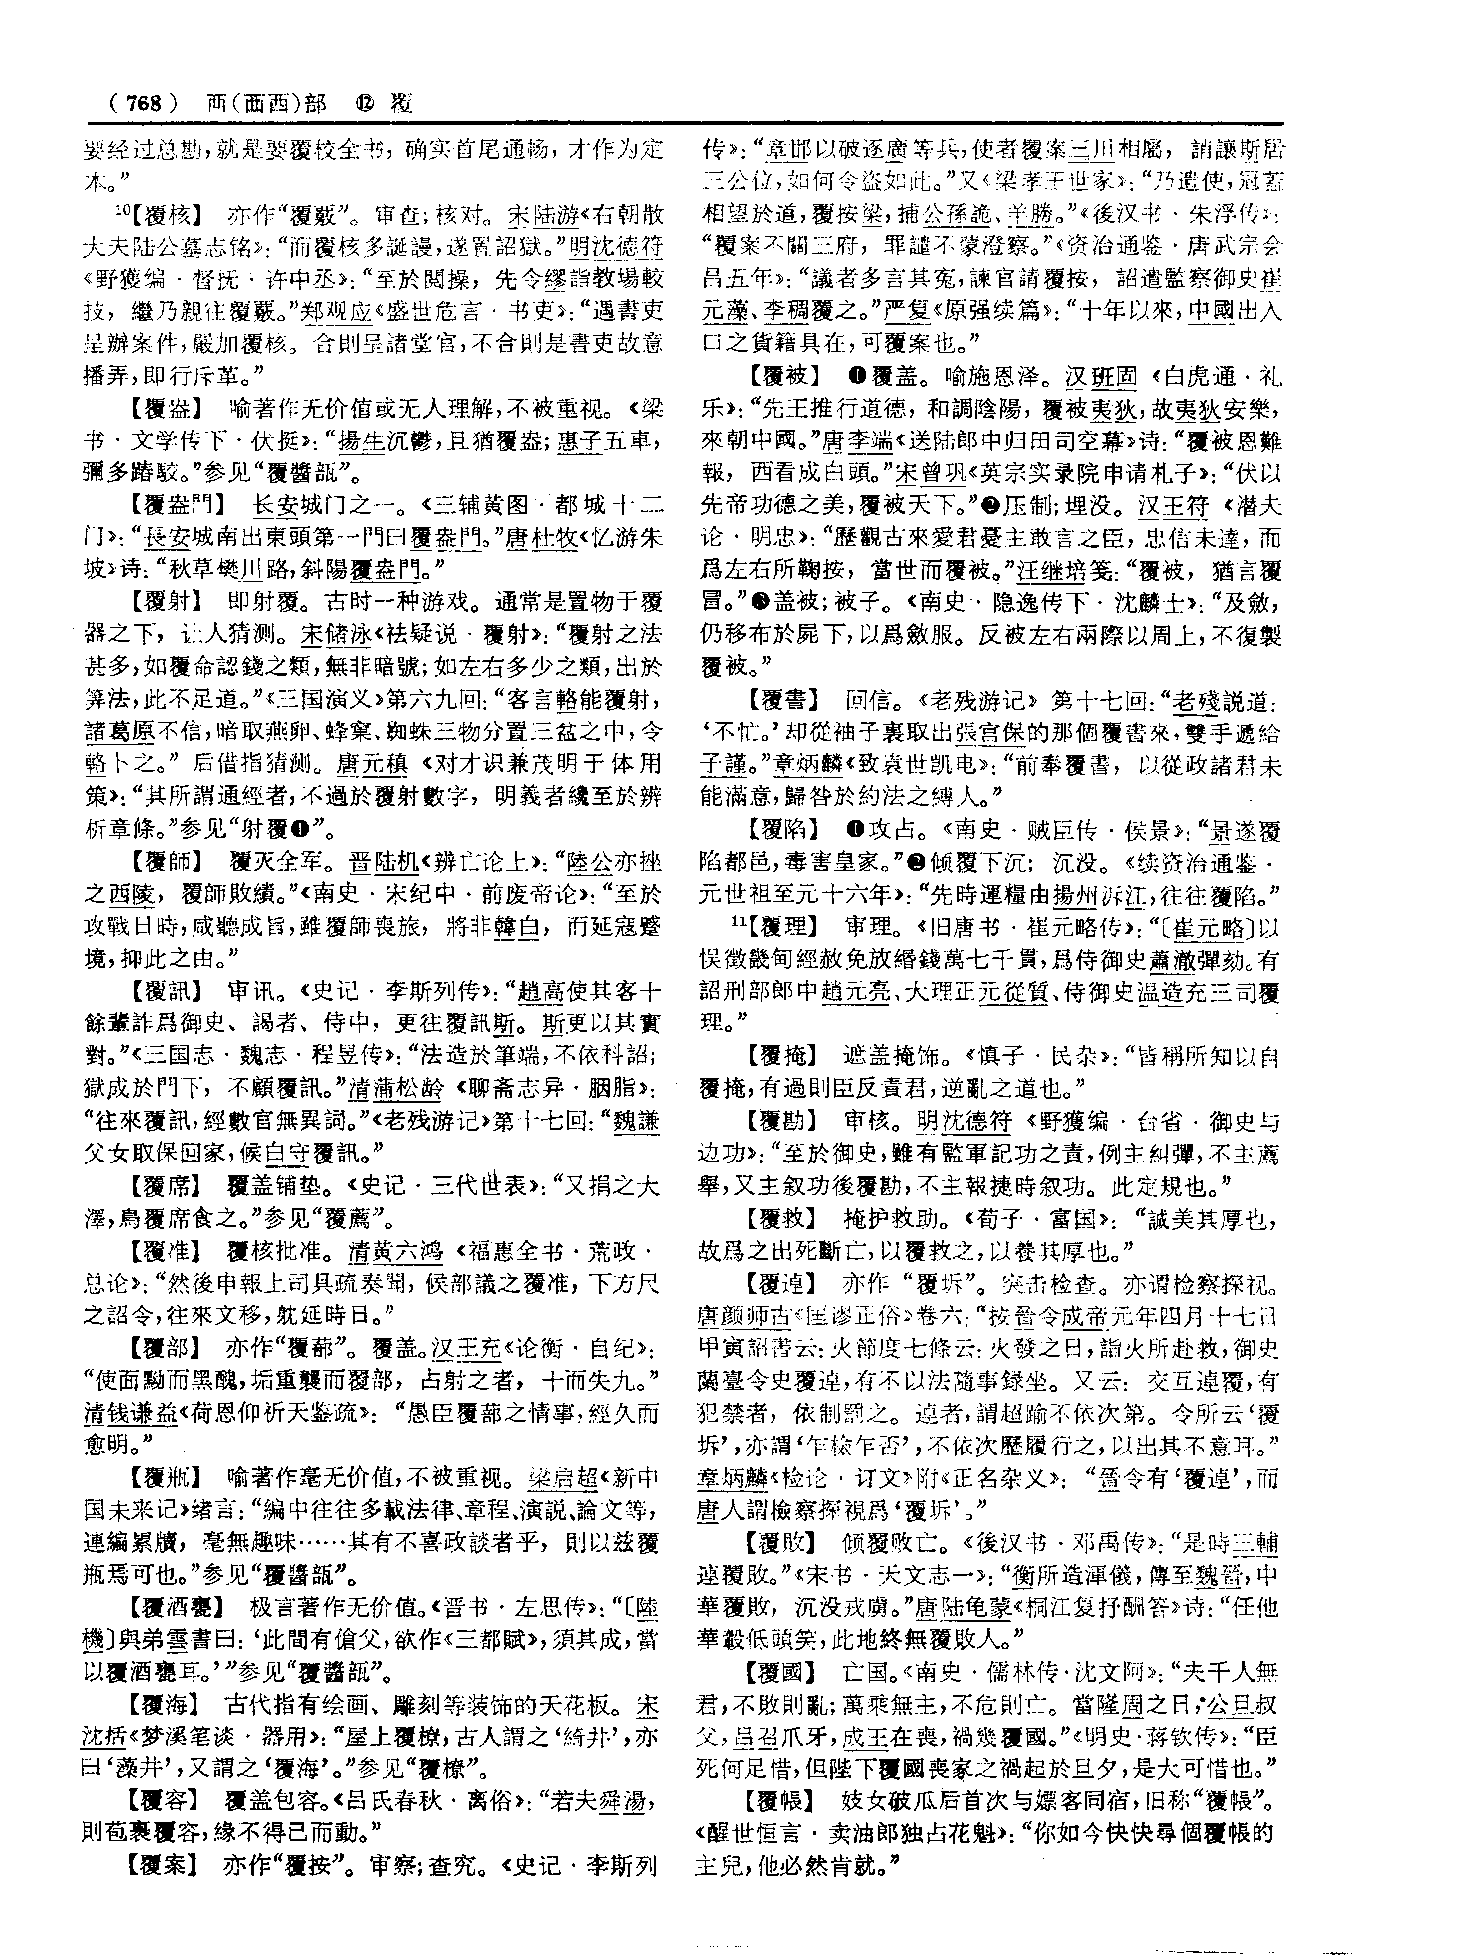 （768） 襾（覀西）部 ⑫ 覆
要经过总勘，就是要覆校全书，确实首尾通畅，才作为定
本。”
10【覆核】 亦作“覆覈”。审查；核对。宋陆游《右朝散
大夫陆公墓志铭》：“而覆核多誕謾，遂置詔獄。”明沈德符
《野獲编·督抚·许中丞》：“至於閲操，先令繆詣教場較
技，繼乃親往覆覈。”郑观应《盛世危言·书吏》：“遇書吏
呈辦案件，嚴加覆核。合則呈諸堂官，不合則是書吏故意
播弄，即行斥革。”
【覆盎】 喻著作无价值或无人理解，不被重视。《梁
书·文学传下·伏挺》：“揚生沉鬱，且猶覆盎；惠子五車，
彌多踳駮。”参见“覆醬瓿”。
【覆盎門】 长安城门之一。《三辅黄图·都城十二
门》：“長安城南出東頭第一門曰覆盎門。”唐杜牧《忆游朱
坡》诗：“秋草樊川路，斜陽覆盎門。”
【覆射】 即射覆。古时一种游戏。通常是置物于覆
器之下，让人猜测。宋储泳《祛疑说·覆射》：“覆射之法
甚多，如覆命認錢之類，無非暗號；如左右多少之類，出於
筭法，此不足道。”《三国演义》第六九回：“客言輅能覆射，
諸葛原不信，暗取燕卵、蜂窠、蜘蛛三物分置三盆之中，令
輅卜之。”后借指猜测。唐元稹《对才识兼茂明于体用
策》：“其所謂通經者，不過於覆射數字，明義者纔至於辨
析章條。”参见“射覆❶”。
【覆師】 覆灭全军。晋陆机《辨亡论上》：“陸公亦挫
之西陵，覆師敗績。”《南史·宋纪中·前废帝论》：“至於
攻戰日時，咸聽成旨，雖覆師喪旅，將非韓白，而延寇蹙
境，抑此之由。”
【覆訊】 审讯。《史记·李斯列传》：“趙高使其客十
餘輩詐爲御史、謁者、侍中，更往覆訊斯。斯更以其實
對。”《三国志·魏志·程昱传》：“法造於筆端，不依科詔；
獄成於門下，不顧覆訊。”清蒲松龄《聊斋志异·胭脂》：
“往來覆訊，經數官無異詞。”《老残游记》第十七回：“魏謙
父女取保回家，候白守覆訊。”
【覆席】 覆盖铺垫。《史记·三代世表》：“又捐之大
澤，鳥覆席食之。”参见“覆薦”。
【覆准】 覆核批准。清黄六鸿《福惠全书·荒政·
总论》：“然後申報上司具疏奏聞，候部議之覆准，下方尺
之詔令，往來文移，躭延時日。”
【覆部】 亦作“覆蔀”。覆盖。汉王充《论衡·自纪》：
“使面黝而黑醜，垢重襲而覆部，占射之者，十而失九。”
清钱谦益《荷恩仰祈天鉴疏》：“愚臣覆蔀之情事，經久而
愈明。”
【覆瓶】 喻著作毫无价值，不被重视。梁启超《新中
国未来记》绪言：“編中往往多載法律、章程、演説、論文等，
連編累牘，毫無趣味……其有不喜政談者乎，則以兹覆
瓶焉可也。”参见“覆醬瓿”。
【覆酒甕】 极言著作无价值。《晋书·左思传》：“〔陸
機〕與弟雲書曰：‘此間有傖父，欲作《三都賦》，須其成，當
以覆酒甕耳。’”参见“覆醬瓿”。
【覆海】 古代指有绘画、雕刻等装饰的天花板。宋
沈括《梦溪笔谈·器用》：“屋上覆橑，古人謂之‘綺井’，亦
曰‘藻井’，又謂之‘覆海’。”参见“覆橑”。
【覆容】 覆盖包容。《吕氏春秋·离俗》：“若夫舜湯，
則苞裹覆容，緣不得已而動。”
【覆案】 亦作“覆按”。审察；查究。《史记·李斯列
传》：“章邯以破逐廣等兵，使者覆案三川相屬，誚讓斯居
三公位，如何令盗如此。”又《梁孝王世家》：“乃遣使，冠蓋
相望於道，覆按梁，捕公孫詭、羊勝。”《後汉书·朱浮传》：
“覆案不關三府，罪譴不蒙澄察。”《资治通鉴·唐武宗会
昌五年》：“議者多言其冤，諫官請覆按，詔遣監察御史崔
元藻、李稠覆之。”严复《原强续篇》：“十年以來，中國出入
口之貨籍具在，可覆案也。”
【覆被】 ❶覆盖。喻施恩泽。汉班固《白虎通·礼
乐》：“先王推行道德，和調陰陽，覆被夷狄，故夷狄安樂，
來朝中國。”唐李端《送陆郎中归田司空幕》诗：“覆被恩難
報，西看成白頭。”宋曾巩《英宗实录院申请札子》：“伏以
先帝功德之美，覆被天下。”❷压制；埋没。汉王符《潜夫
论·明忠》：“歷觀古來愛君憂主敢言之臣，忠信未達，而
爲左右所鞠按，當世而覆被。”汪继培笺：“覆被，猶言覆
冒。”❸盖被；被子。《南史·隐逸传下·沈麟士》：“及斂，
仍移布於屍下，以爲斂服。反被左右兩際以周上，不復製
覆被。”
【覆書】 回信。《老残游记》第十七回：“老殘説道：
‘不忙。’却從袖子裏取出張宫保的那個覆書來，雙手遞給
子謹。”章炳麟《致袁世凯电》：“前奉覆書，以從政諸君未
能滿意，歸咎於約法之縛人。”
【覆陷】 ❶攻占。《南史·贼臣传·侯景》：“景遂覆
陷都邑，毒害皇家。”❷倾覆下沉；沉没。《续资治通鉴·
元世祖至元十六年》：“先時運糧由揚州泝江，往往覆陷。”
11【覆理】 审理。《旧唐书·崔元略传》：“〔崔元略〕以
悮徵畿甸經赦免放緡錢萬七千貫，爲侍御史蕭澈彈劾。有
詔刑部郎中趙元亮、大理正元從質、侍御史温造充三司覆
理。”
【覆掩】 遮盖掩饰。《慎子·民杂》：“皆稱所知以自
覆掩，有過則臣反責君，逆亂之道也。”
【覆勘】 审核。明沈德符《野獲编·台省·御史与
边功》：“至於御史，雖有監軍記功之責，例主糾彈，不主薦
舉，又主叙功後覆勘，不主報捷時叙功。此定規也。”
【覆救】 掩护救助。《荀子·富国》：“誠美其厚也，
故爲之出死斷亡，以覆救之，以養其厚也。”
【覆逴】 亦作“覆坼”。突击检查。亦谓检察探视。
唐颜师古《匡谬正俗》卷六：“按晉令成帝元年四月十七日
甲寅詔書云：火節度七條云：火發之日，詣火所赴救，御史
蘭臺令史覆逴，有不以法隨事録坐。又云：交互逴覆，有
犯禁者，依制罰之。逴者，謂超踰不依次第。令所云‘覆
坼’，亦謂‘乍檢乍否’，不依次歷履行之，以出其不意耳。”
章炳麟《检论·订文》附《正名杂义》：“晉令有‘覆逴’，而
唐人謂檢察探視爲‘覆坼’。”
【覆敗】 倾覆败亡。《後汉书·邓禹传》：“是時三輔
連覆敗。”《宋书·天文志一》：“衡所造渾儀，傳至魏晉，中
華覆敗，沉没戎虜。”唐陆龟蒙《桐江复抒酬答》诗：“任他
華轂低頭笑，此地終無覆敗人。”
【覆國】 亡国。《南史·儒林传·沈文阿》：“夫千人無
君，不敗則亂；萬乘無主，不危則亡。當隆周之日，公旦叔
父，吕召爪牙，成王在喪，禍幾覆國。”《明史·蒋钦传》：“臣
死何足惜，但陛下覆國喪家之禍起於旦夕，是大可惜也。”
【覆帳】 妓女破瓜后首次与嫖客同宿，旧称“覆帳”。
《醒世恒言·卖油郎独占花魁》：“你如今快快尋個覆帳的
主兒，他必然肯就。”